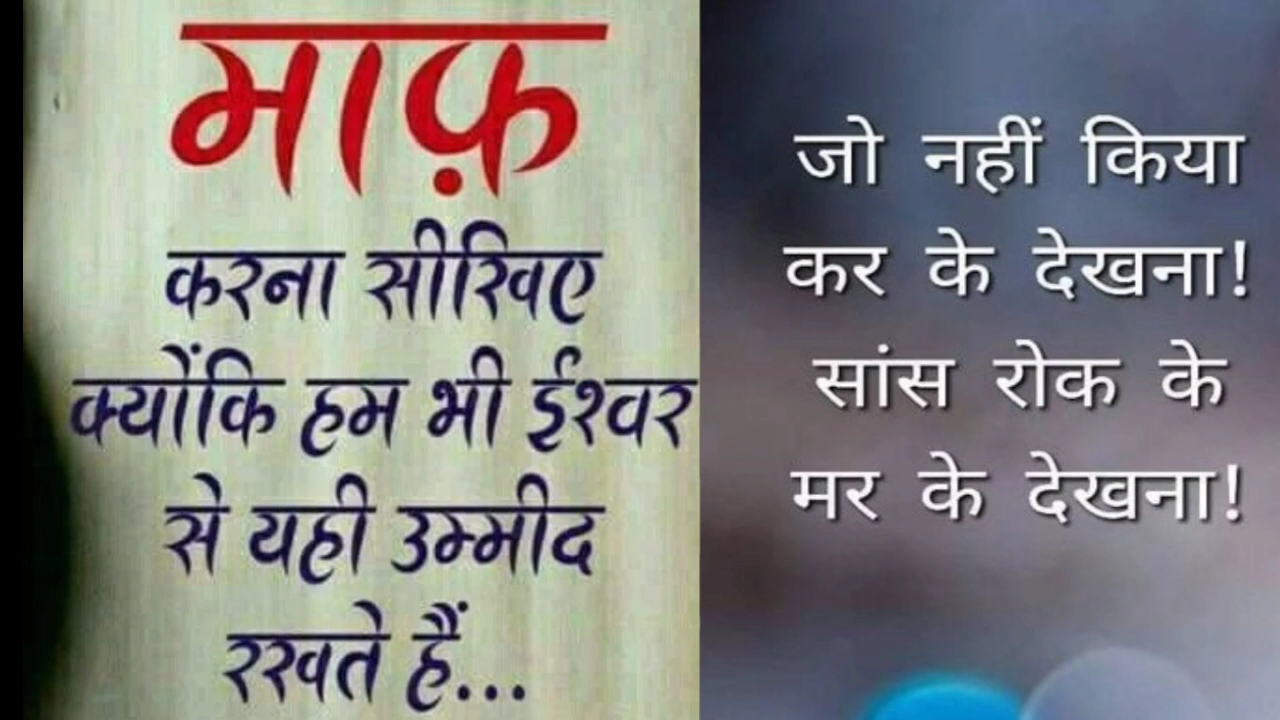 माफ़
करना सीखिए
क्योंकि हम भी ईश्वर
से यही उम्मीद
रखते हैं...
जो नहीं किया
कर के देखना!
सांस रोक के
मर के देखना!